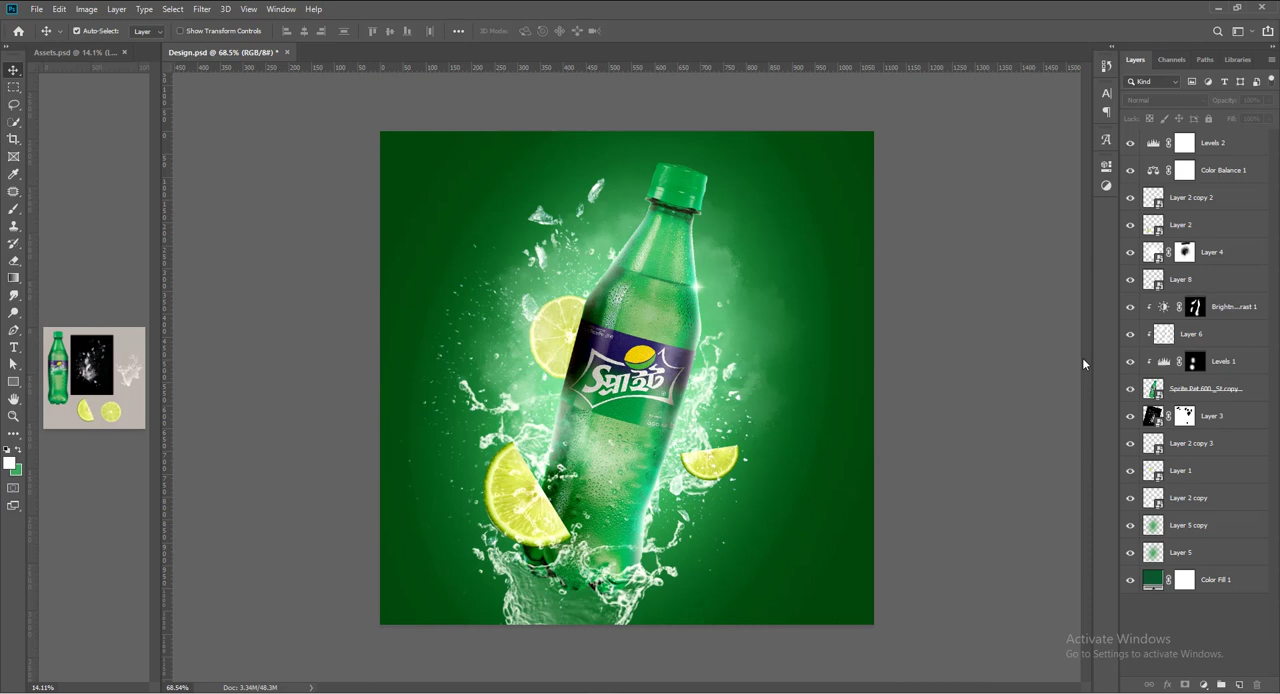 File Edit Image Layer Type Select Filter 3D View Window Help
Auto-Select: Layer Show Transform Controls 3D Mode:
Assets.psd @ 14.1% (L... × Design.psd @ 68.5% (RGB/8#) * ×
Layers Channels Paths Libraries
Kind
Normal Opacity: 100%
Lock: Fill: 100%
Levels 2
Color Balance 1
Layer 2 copy 2
Layer 2
Layer 4
Layer 8
Brightn...rast 1
Layer 6
Levels 1
Sprite Pet 600_St copy...
Layer 3
Layer 2 copy 3
Layer 1
Layer 2 copy
Layer 5 copy
Layer 5
Color Fill 1
স্প্রাইট
Activate Windows
Go to Settings to activate Windows.
14.11% 68.54% Doc: 3.34M/48.3M